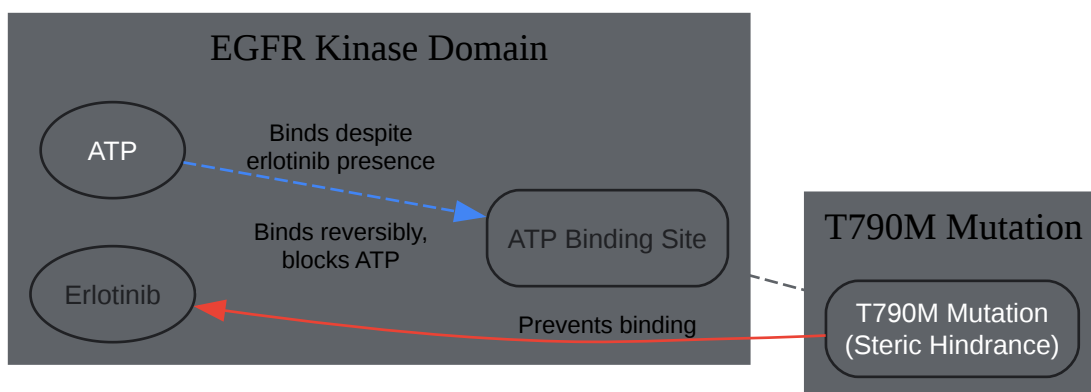 EGFR Kinase Domain
ATP
Binds despite
erlotinib presence
Binds reversibly,
blocks ATP
ATP Binding Site
Erlotinib
Prevents binding
T790M Mutation
T790M Mutation
(Steric Hindrance)